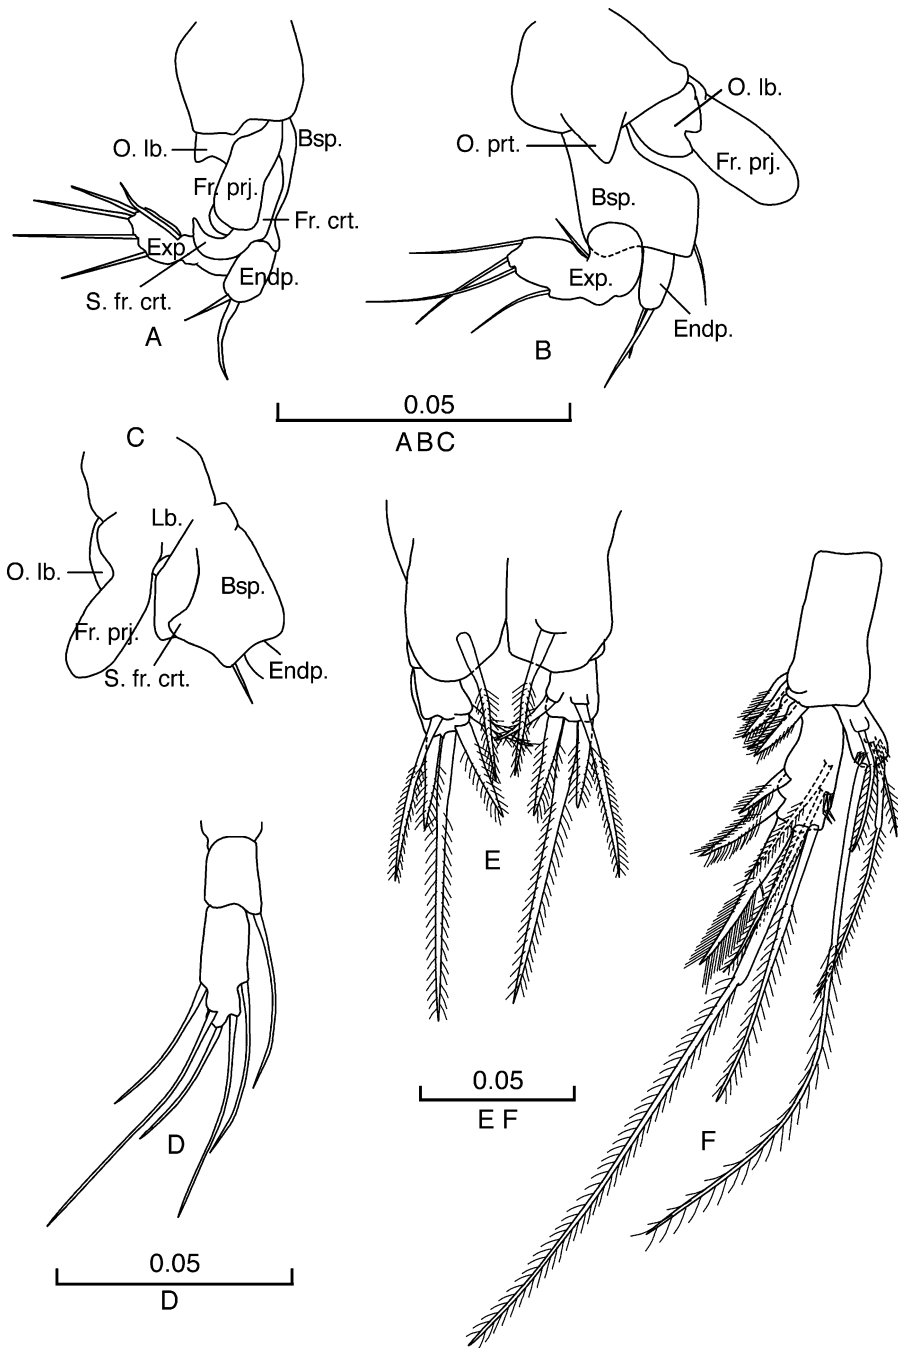 O. lb.
Bsp.
Fr. prj.
Fr. crt.
Exp
Endp.
S. fr. crt.
A
O. lb.
O. prt.
Fr. prj.
Bsp.
Exp.
Endp.
B
0.05
A B C
C
Lb.
O. lb.
Bsp.
Fr. prj.
S. fr. crt.
Endp.
E
0.05
E F
F
D
0.05
D